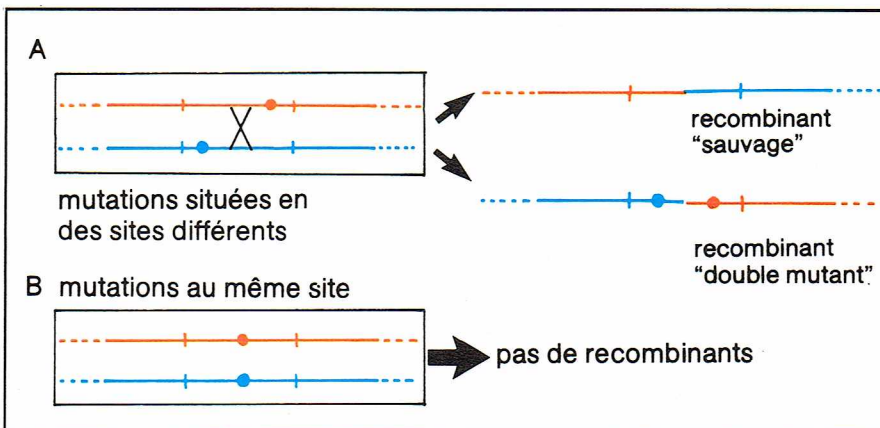 A
recombinant
"sauvage"
mutations situées en
des sites différents
recombinant
"double mutant"
B mutations au même site
pas de recombinants